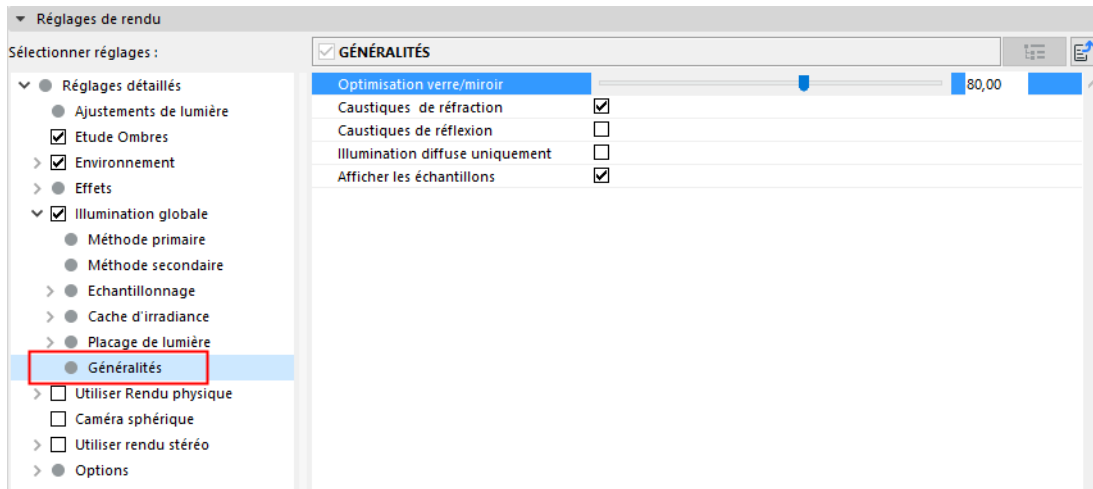 Réglages de rendu
Sélectionner réglages :
GÉNÉRALITÉS
Réglages détaillés
Ajustements de lumière
Etude Ombres
Environnement
Effets
Illumination globale
Méthode primaire
Méthode secondaire
Echantillonnage
Cache d'irradiance
Placage de lumière
Généralités
Utiliser Rendu physique
Caméra sphérique
Utiliser rendu stéréo
Options
Optimisation verre/miroir 80,00
Caustiques de réfraction
Caustiques de réflexion
Illumination diffuse uniquement
Afficher les échantillons